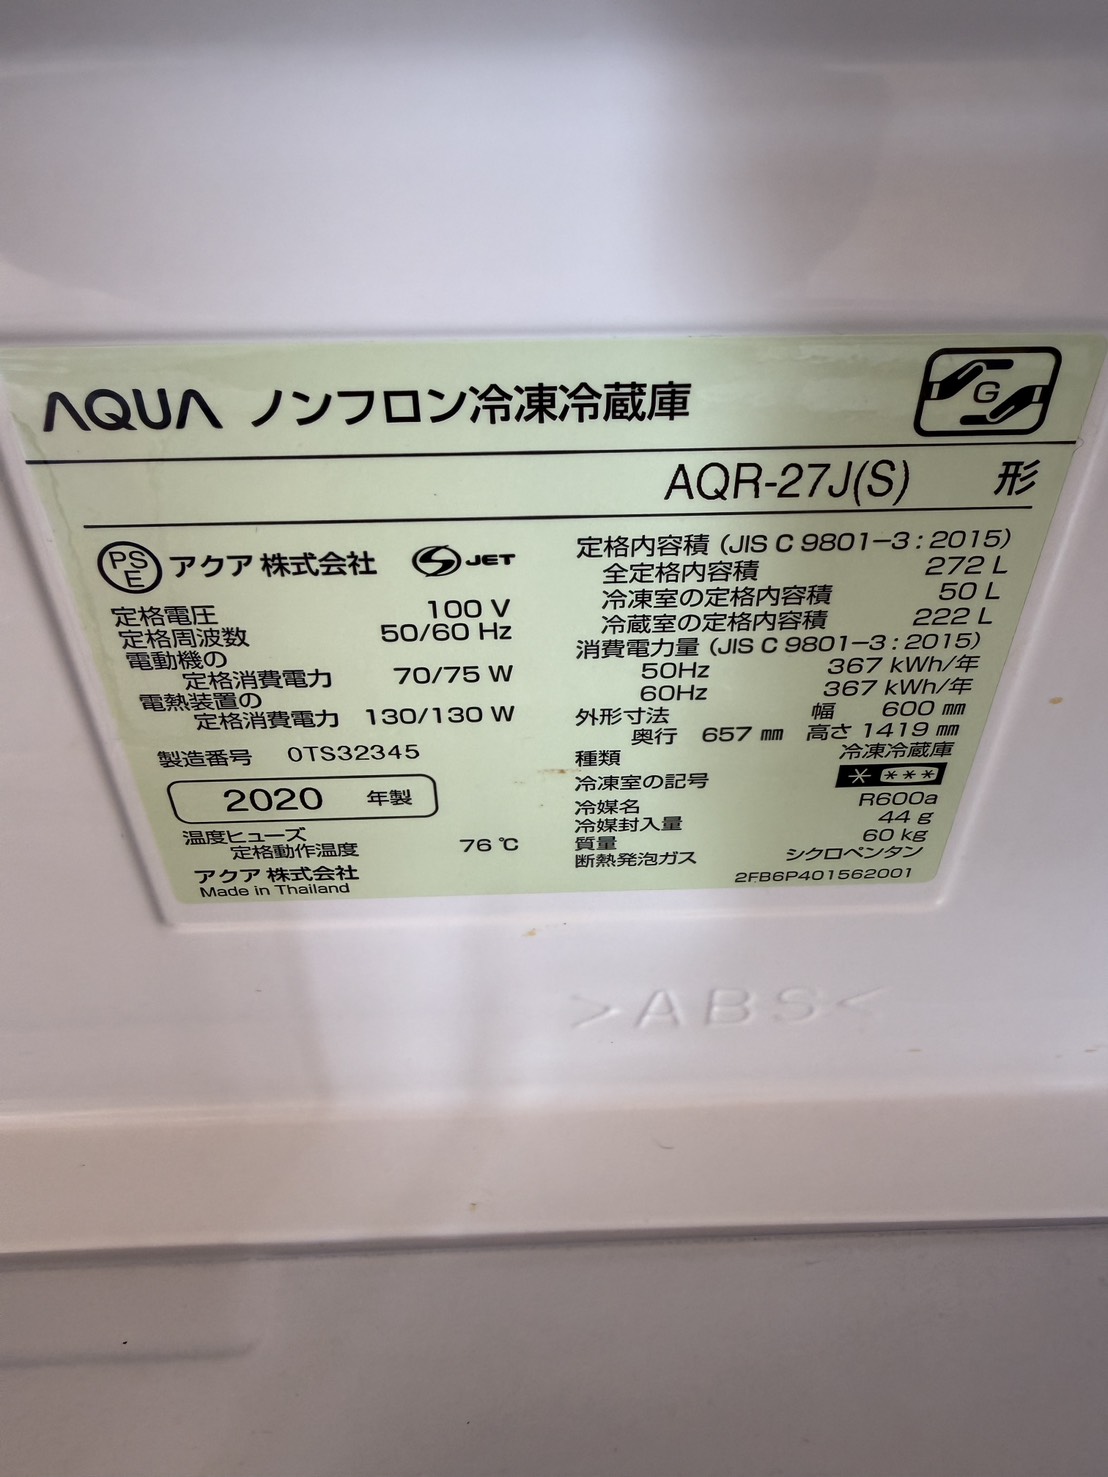 AQUA ノンフロン冷凍冷蔵庫
G
AQR-27J(S) 形
PS
E
アクア 株式会社
JET
定格電圧 100 V
定格周波数 50/60 Hz
電動機の
定格消費電力 70/75 W
電熱装置の
定格消費電力 130/130 W
製造番号 0TS32345
2020 年製
温度ヒューズ
定格動作温度 76 ℃
アクア 株式会社
Made in Thailand
定格内容積 (JIS C 9801-3:2015)
全定格内容積 272 L
冷凍室の定格内容積 50 L
冷蔵室の定格内容積 222 L
消費電力量 (JIS C 9801-3:2015)
50Hz 367 kWh/年
60Hz 367 kWh/年
外形寸法 幅 600 mm
奥行 657 mm 高さ 1419 mm
種類 冷凍冷蔵庫
冷凍室の記号 * ***
冷媒名 R600a
冷媒封入量 44 g
質量 60 kg
断熱発泡ガス シクロペンタン
2FB6P401562001
>ABS<